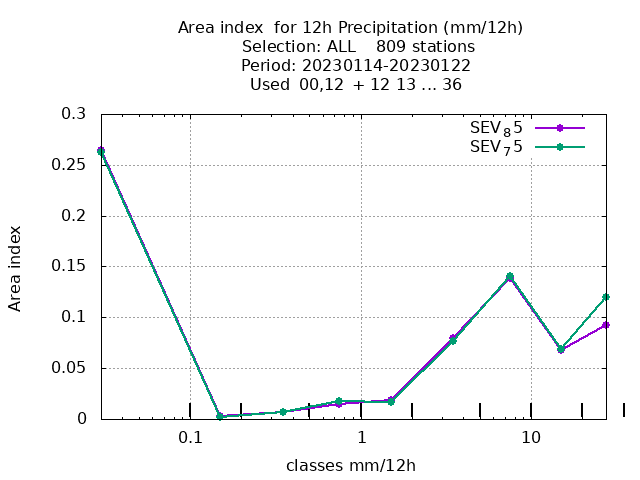 Area index  for 12h Precipitation (mm/12h)
Selection: ALL    809 stations
Period: 20230114-20230122
Used  00,12  + 12 13 ... 36
SEV₈5
SEV₇5
0.3
0.25
0.2
0.15
0.1
0.05
0
Area index
0.1 1 10
classes mm/12h